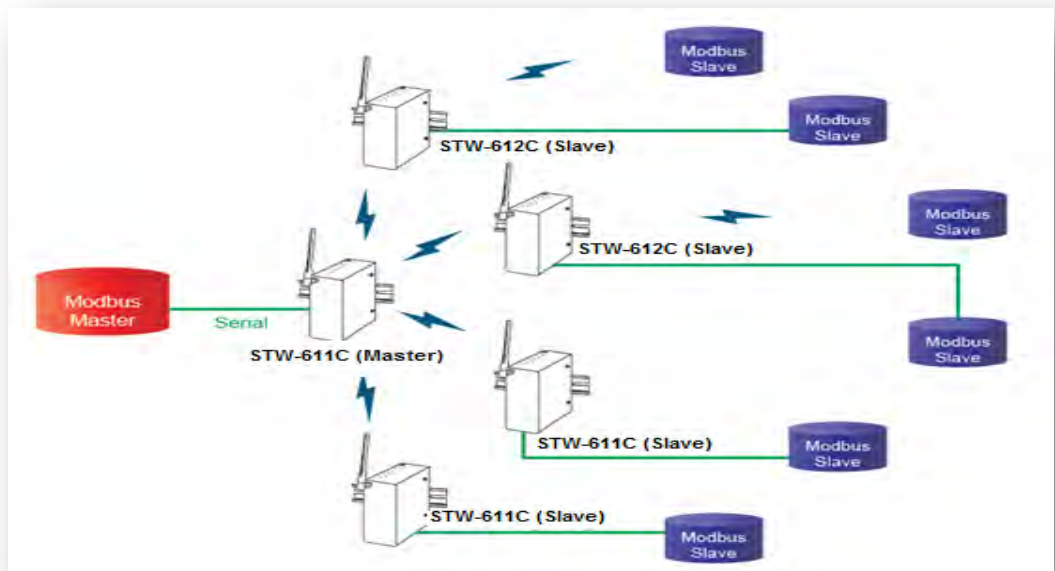 Modbus
Slave
Modbus
Slave
STW-612C (Slave)
Modbus
Slave
STW-612C (Slave)
Modbus
Master
Serial
STW-611C (Master)
Modbus
Slave
STW-611C (Slave)
Modbus
Slave
STW-611C (Slave)
Modbus
Slave